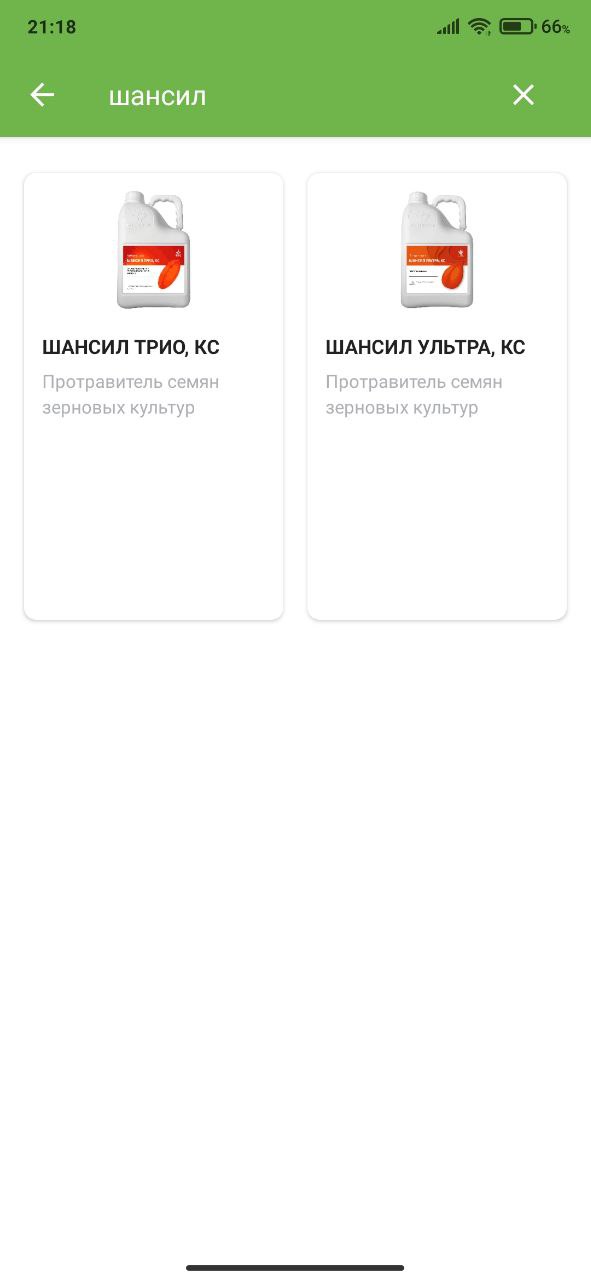 21:18
66%
шансил
ШАНСИЛ ТРИО, КС
Протравитель семян
зерновых культур
ШАНСИЛ УЛЬТРА, КС
Протравитель семян
зерновых культур